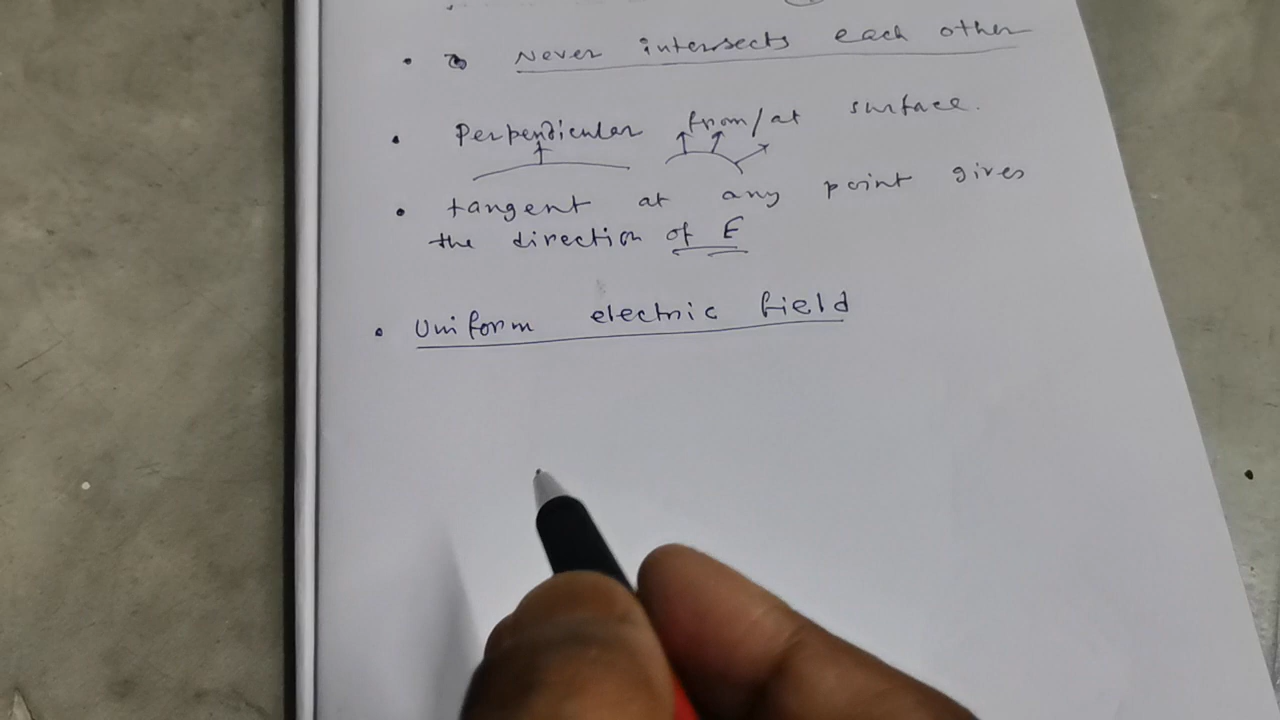 Never intersects each other
Perpendicular from/at surface.
tangent at any point gives
the direction of E
Uniform electric field